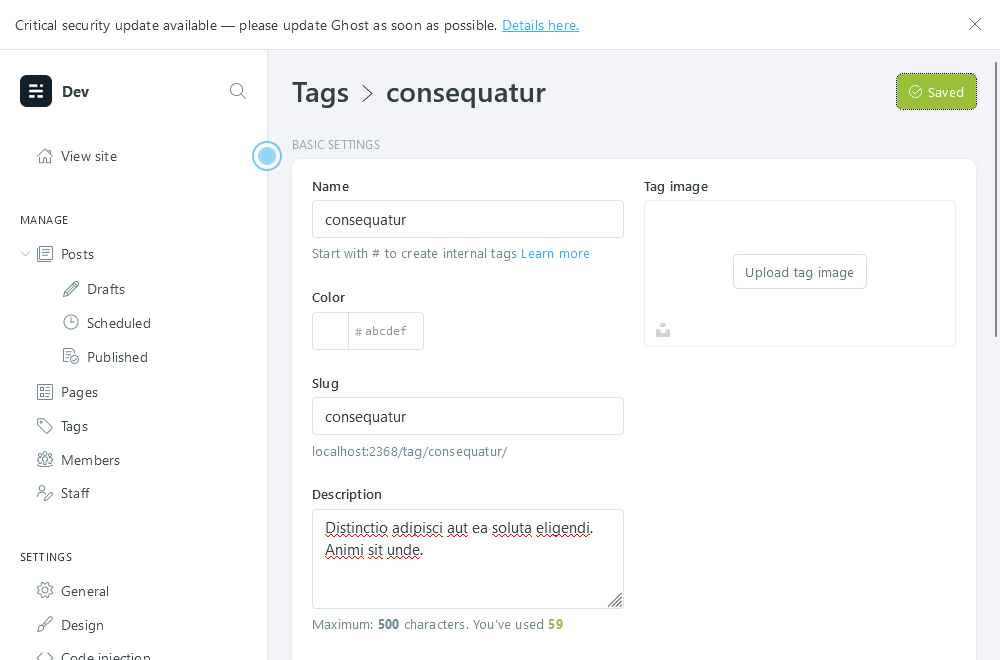 Critical security update available — please update Ghost as soon as possible. Details here.
Dev
View site
MANAGE
Posts
Drafts
Scheduled
Published
Pages
Tags
Members
Staff
SETTINGS
General
Design
Code injection
Tags > consequatur
Saved
BASIC SETTINGS
Name
consequatur
Start with # to create internal tags Learn more
Color
# abcdef
Slug
consequatur
localhost:2368/tag/consequatur/
Description
Distinctio adipisci aut ea soluta eligendi.
Animi sit unde.
Maximum: 500 characters. You've used 59
Tag image
Upload tag image